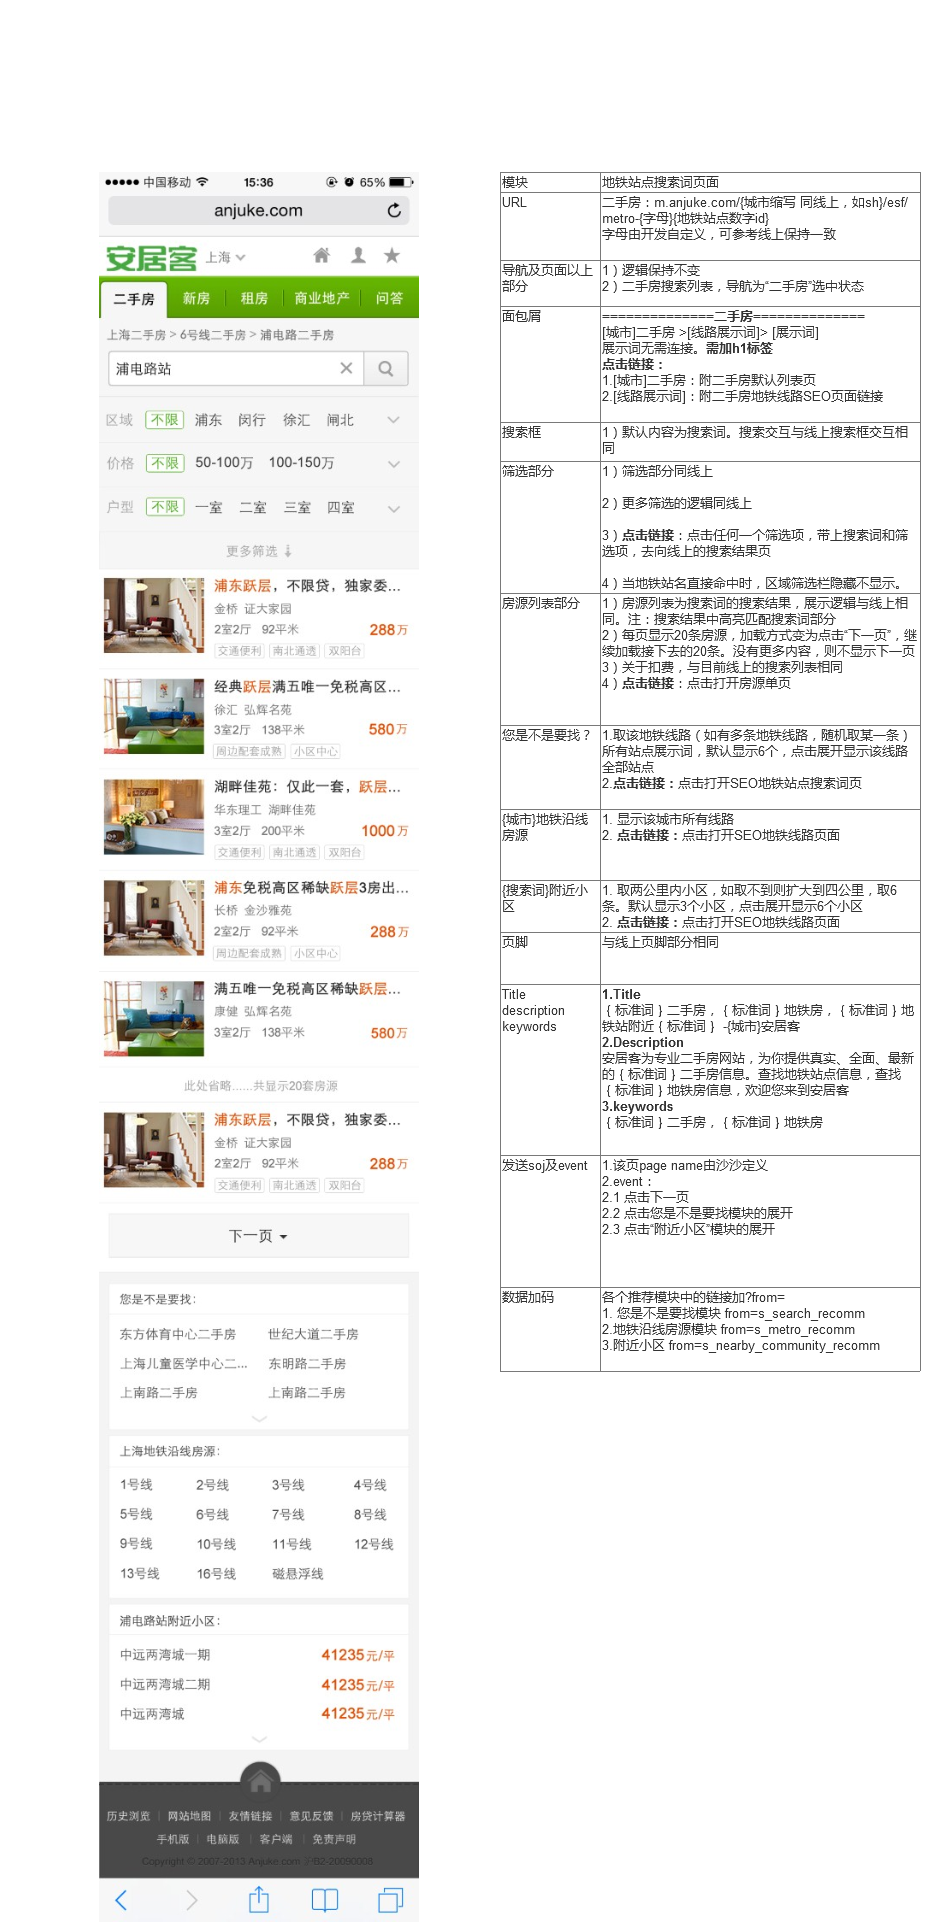 中国移动
15:36
65%
anjuke.com
安居客 上海
二手房 新房 租房 商业地产 问答
上海二手房 > 6号线二手房 > 浦电路二手房
浦电路站
区域 不限 浦东 闵行 徐汇 闸北
价格 不限 50-100万 100-150万
户型 不限 一室 二室 三室 四室
更多筛选
浦东跃层，不限贷，独家委...
金桥 证大家园
2室2厅 92平米 288万
交通便利 南北通透 双阳台
经典跃层满五唯一免税高区...
徐汇 弘辉名苑
3室2厅 138平米 580万
周边配套成熟 小区中心
湖畔佳苑：仅此一套，跃层...
华东理工 湖畔佳苑
3室2厅 200平米 1000万
交通便利 南北通透 双阳台
浦东免税高区稀缺跃层3房出...
长桥 金沙雅苑
2室2厅 92平米 288万
周边配套成熟 小区中心
满五唯一免税高区稀缺跃层...
康健 弘辉名苑
3室2厅 138平米 580万
此处省略......共显示20套房源
浦东跃层，不限贷，独家委...
金桥 证大家园
2室2厅 92平米 288万
交通便利 南北通透 双阳台
下一页
您是不是要找：
东方体育中心二手房 世纪大道二手房
上海儿童医学中心二... 东明路二手房
上南路二手房 上南路二手房
上海地铁沿线房源：
1号线 2号线 3号线 4号线
5号线 6号线 7号线 8号线
9号线 10号线 11号线 12号线
13号线 16号线 磁悬浮线
浦电路站附近小区：
中远两湾城一期 41235元/平
中远两湾城二期 41235元/平
中远两湾城 41235元/平
历史浏览 | 网站地图 | 友情链接 | 意见反馈 | 房贷计算器
手机版 | 电脑版 | 客户端 | 免责声明
Copyright © 2007-2013 Anjuke.com 沪B2-20090008
模块 地铁站点搜索词页面
URL 二手房：m.anjuke.com/{城市缩写 同线上，如sh}/esf/
metro-{字母}{地铁站点数字id}
字母由开发自定义，可参考线上保持一致
导航及页面以上 1）逻辑保持不变
部分 2）二手房搜索列表，导航为“二手房”选中状态
面包屑 ==============二手房==============
[城市]二手房 >[线路展示词]> [展示词]
展示词无需连接。需加h1标签
点击链接：
1.[城市]二手房：附二手房默认列表页
2.[线路展示词]：附二手房地铁线路SEO页面链接
搜索框 1）默认内容为搜索词。搜索交互与线上搜索框交互相
同
筛选部分 1）筛选部分同线上
2）更多筛选的逻辑同线上
3）点击链接：点击任何一个筛选项，带上搜索词和筛
选项，去向线上的搜索结果页
4）当地铁站名直接命中时，区域筛选栏隐藏不显示。
房源列表部分 1）房源列表为搜索词的搜索结果，展示逻辑与线上相
同。注：搜索结果中高亮匹配搜索词部分
2）每页显示20条房源，加载方式变为点击“下一页”，继
续加载接下去的20条。没有更多内容，则不显示下一页
3）关于扣费，与目前线上的搜索列表相同
4）点击链接：点击打开房源单页
您是不是要找？ 1.取该地铁线路（如有多条地铁线路，随机取某一条）
所有站点展示词，默认显示6个，点击展开显示该线路
全部站点
2.点击链接：点击打开SEO地铁站点搜索词页
{城市}地铁沿线 1. 显示该城市所有线路
房源 2. 点击链接：点击打开SEO地铁线路页面
{搜索词}附近小 1. 取两公里内小区，如取不到则扩大到四公里，取6
区 条。默认显示3个小区，点击展开显示6个小区
2. 点击链接：点击打开SEO地铁线路页面
页脚 与线上页脚部分相同
Title 1.Title
description ｛标准词｝二手房，｛标准词｝地铁房，｛标准词｝地
keywords 铁站附近｛标准词｝ -{城市}安居客
2.Description
安居客为专业二手房网站，为你提供真实、全面、最新
的｛标准词｝二手房信息。查找地铁站点信息，查找
｛标准词｝地铁房信息，欢迎您来到安居客
3.keywords
｛标准词｝二手房，｛标准词｝地铁房
发送soj及event 1.该页page name由沙沙定义
2.event：
2.1 点击下一页
2.2 点击您是不是要找模块的展开
2.3 点击“附近小区”模块的展开
数据加码 各个推荐模块中的链接加?from=
1. 您是不是要找模块 from=s_search_recomm
2.地铁沿线房源模块 from=s_metro_recomm
3.附近小区 from=s_nearby_community_recomm